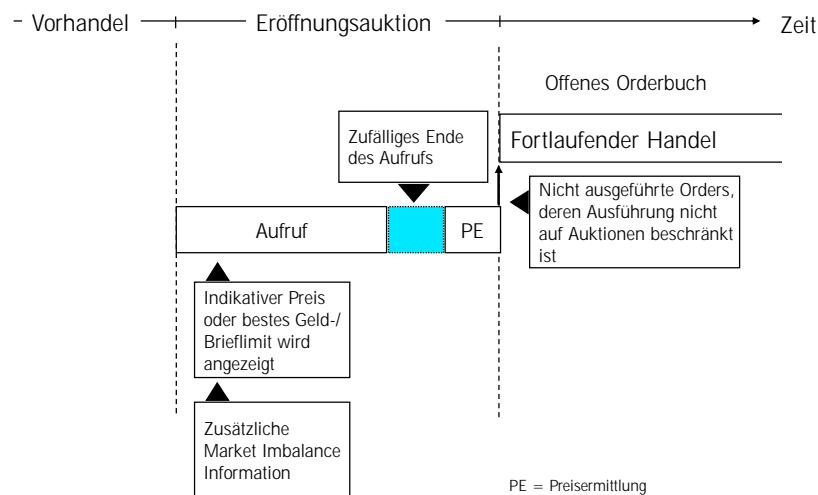 Vorhandel
Eröffnungsauktion
Zeit
Offenes Orderbuch
Zufälliges Ende
des Aufrufs
Fortlaufender Handel
Nicht ausgeführte Orders,
deren Ausführung nicht
auf Auktionen beschränkt
ist
Aufruf
PE
Indikativer Preis
oder bestes Geld-/
Brieflimit wird
angezeigt
Zusätzliche
Market Imbalance
Information
PE = Preisermittlung